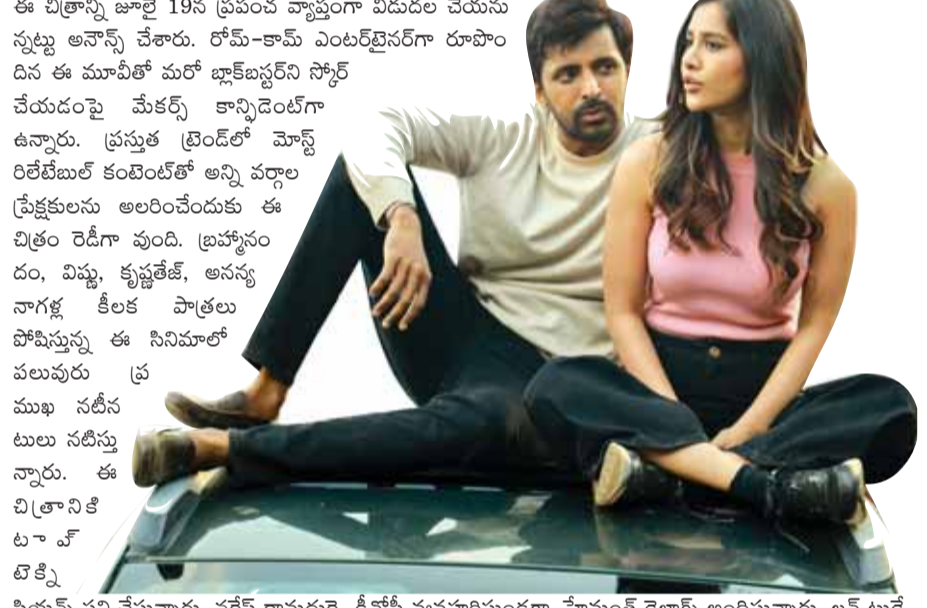 ఈ చిత్రాన్ని జూలై 19న ప్రపంచ వ్యాప్తంగా విడుదల చేయను
న్నట్టు అనౌన్స్ చేశారు. రోమ్-కామ్ ఎంటర్‌టైనర్‌గా రూపొం
దిన ఈ మూవీతో మరో బ్లాక్‌బస్టర్‌ని స్కోర్
చేయడంపై మేకర్స్ కాన్ఫిడెంట్‌గా
ఉన్నారు. ప్రస్తుత ట్రెండ్‌లో మోస్ట్
రిలేటేబుల్ కంటెంట్‌తో అన్ని వర్గాల
ప్రేక్షకులను అలరించేందుకు ఈ
చిత్రం రెడీగా వుంది. బ్రహ్మానం
దం, విష్ణు, కృష్ణతేజ్, అనన్య
నాగళ్ల కీలక పాత్రలు
పోషిస్తున్న ఈ సినిమాలో
పలువురు ప్ర
ముఖ నటీన
టులు నటిస్తు
న్నారు. ఈ
చిత్రానికి
టాప్
టెక్ని